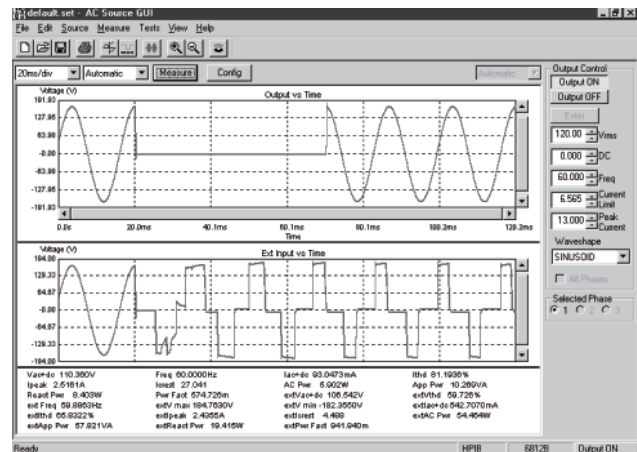 default.set - AC Source GUI
File Edit Source Measure Tests View Help
20ms/div Automatic Measure Config Automatic
Output Control
Output ON
Output OFF
Enter
120.00 Vrms
0.000 DC
60.000 Freq
6.565 Current Limit
13.000 Peak Current
Waveshape
SINUSOID
All Phases
Selected Phase
1 2 3
Voltage (V) Output vs Time
191.93
127.95
63.98
-0.00
-63.98
-127.95
-191.93
0.0s 20.0ms 40.1ms 60.1ms 80.1ms 100.2ms 120.2ms
Time
Voltage (V) Ext Input vs Time
194.00
129.33
64.67
-0.00
-64.67
-129.33
-194.00
Vac+dc 110.360V Freq 60.0000Hz Iac+dc 93.0473mA Ithd 81.1936%
Ipeak 2.5161A Icrest 27.041 AC Pwr 5.902W App Pwr 10.269VA
React Pwr 8.403W Pwr Fact 574.726m extVac+dc 106.542V extVthd 59.726%
ext Freq 59.8953Hz extV max 184.7630V extV min -182.3550V extIac+dc 542.7070mA
extIthd 65.8322% extIpeak 2.4355A extIcrest 4.488 extAC Pwr 54.464W
extApp Pwr 57.821VA extReact Pwr 19.416W extPwr Fact 941.940m
Ready HPIB 6812B Output ON